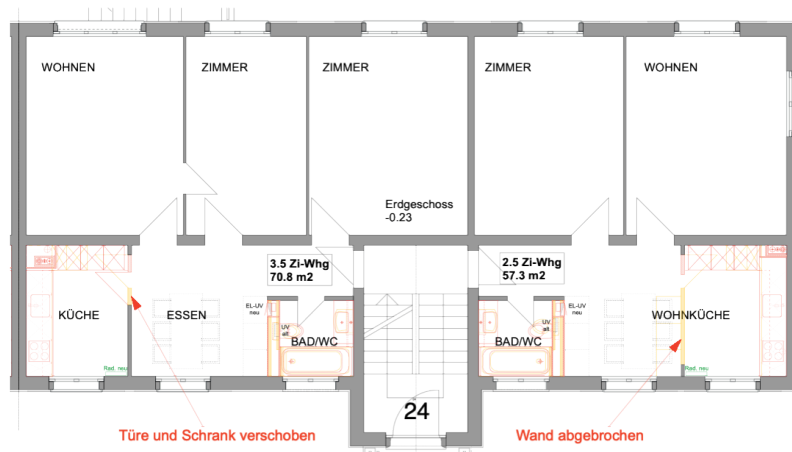 WOHNEN
ZIMMER
ZIMMER
ZIMMER
WOHNEN
Erdgeschoss
-0.23
3.5 Zi-Whg
70.8 m2
2.5 Zi-Whg
57.3 m2
KÜCHE
ESSEN
EL-UV
neu
UV
alt
BAD/WC
UV
alt
BAD/WC
EL-UV
neu
WOHNKÜCHE
Rad. neu
Rad. neu
24
Türe und Schrank verschoben
Wand abgebrochen